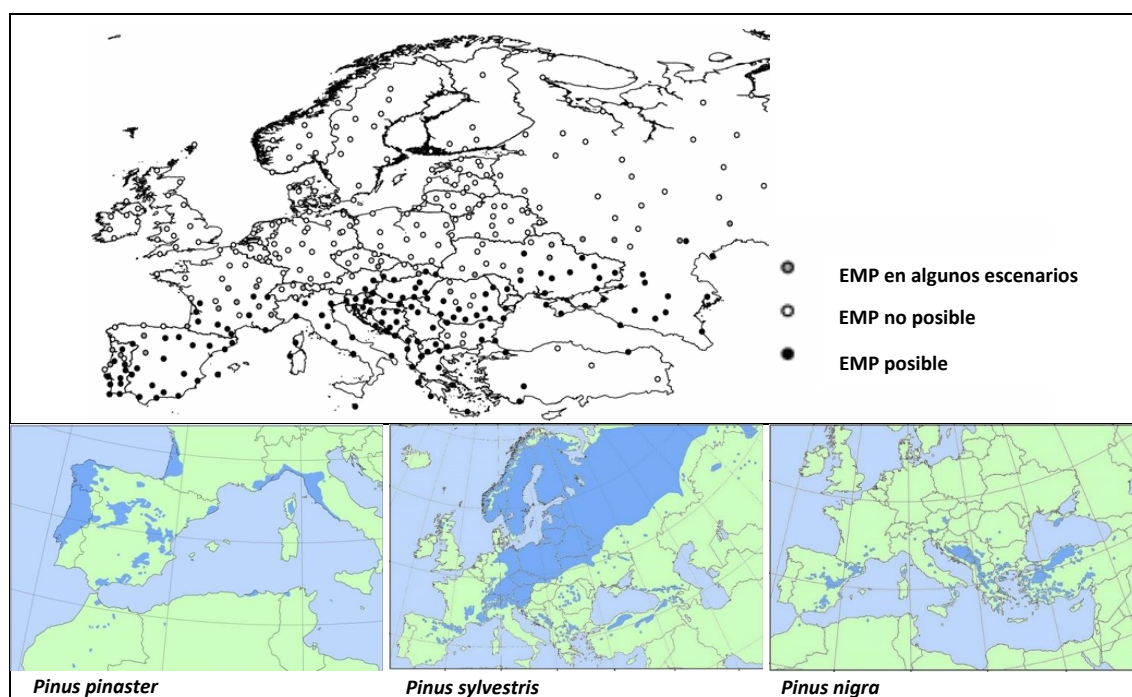 EMP en algunos escenarios
EMP no posible
EMP posible
Pinus pinaster
Pinus sylvestris
Pinus nigra